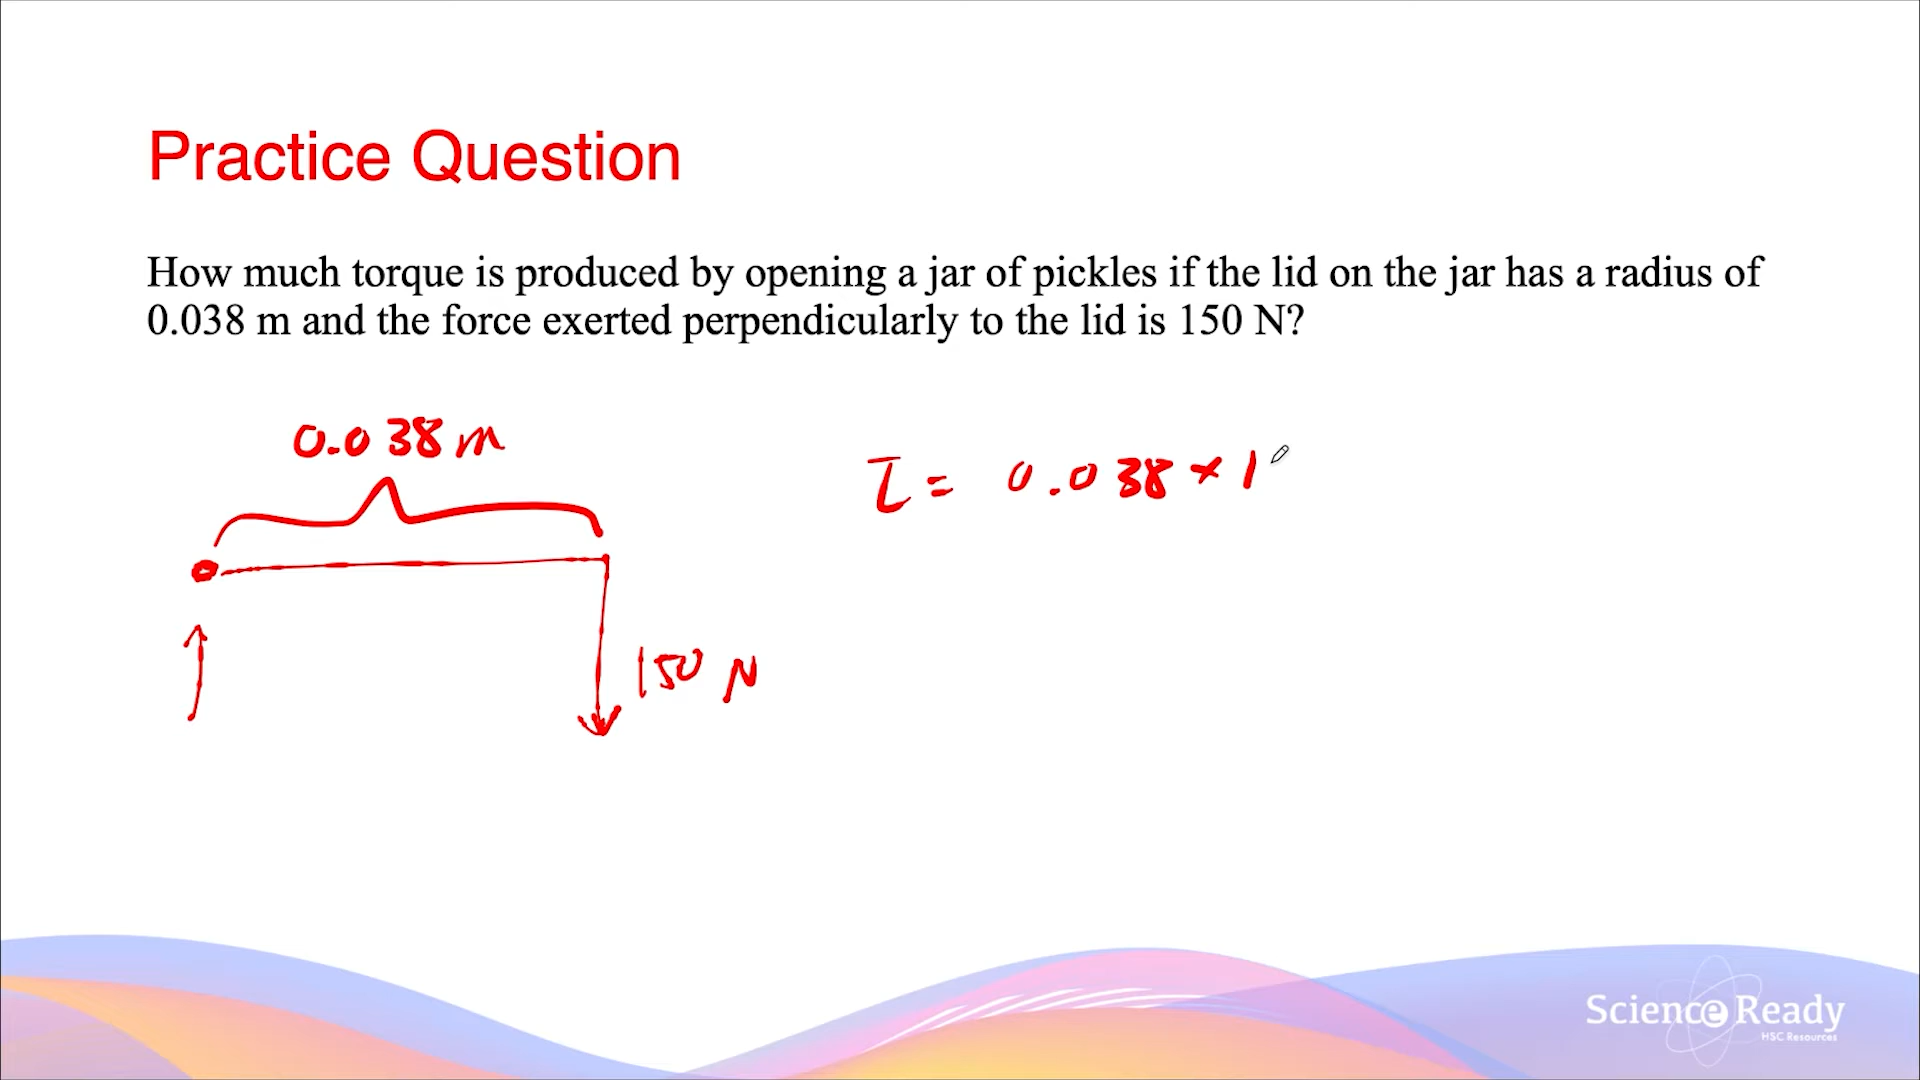 Practice Question
How much torque is produced by opening a jar of pickles if the lid on the jar has a radius of
0.038 m and the force exerted perpendicularly to the lid is 150 N?
0.038 m
τ = 0.038 × 1
150 N
Science Ready
HSC Resources